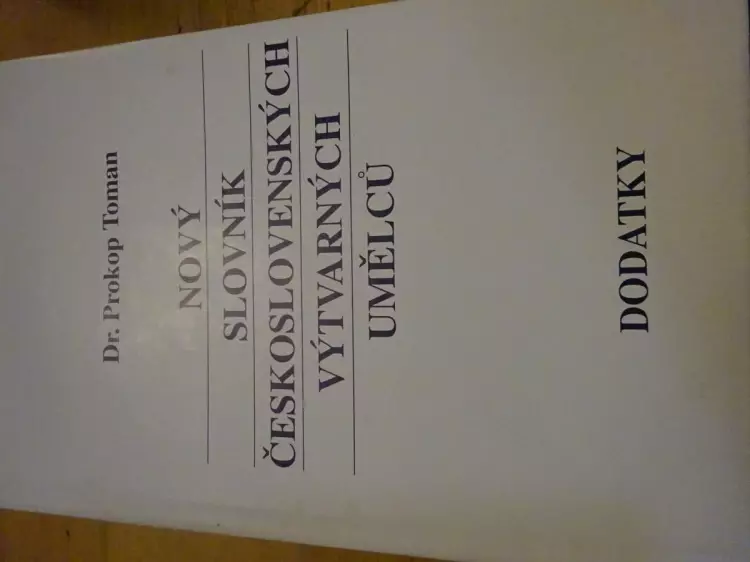 Dr. Prokop Toman
NOVÝ
SLOVNÍK
ČESKOSLOVENSKÝCH
VÝTVARNÝCH
UMĚLCŮ
DODATKY